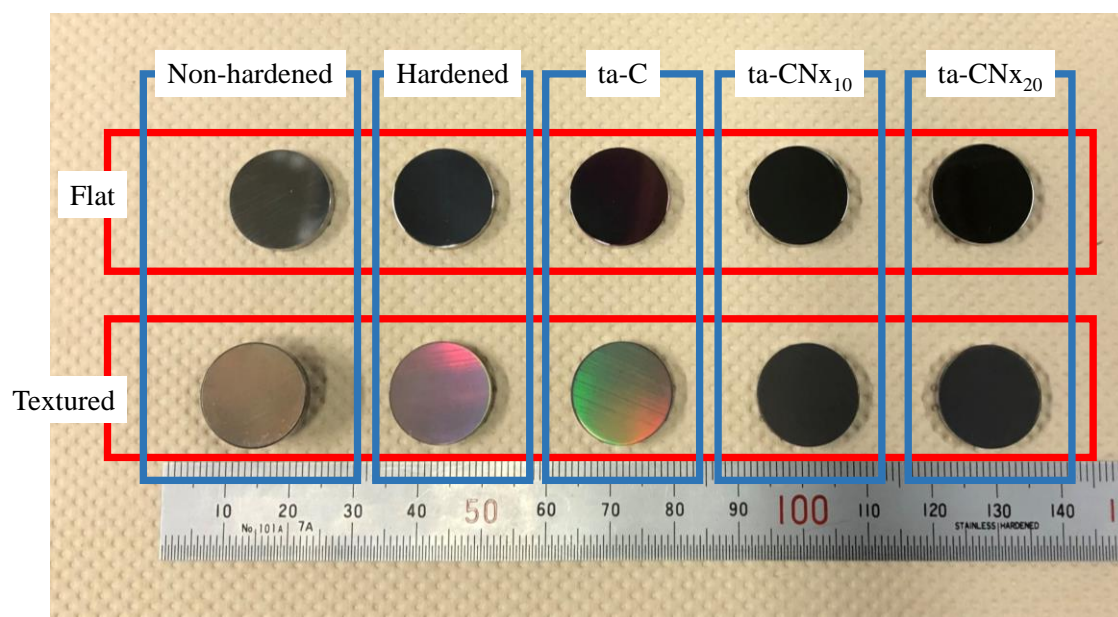 Non-hardened Hardened ta-C ta-CNx₁₀ ta-CNx₂₀
Flat
Textured
10 20 30 40 50 60 70 80 90 100 110 120 130 140
No,101A 7A STAINLESS HARDENED